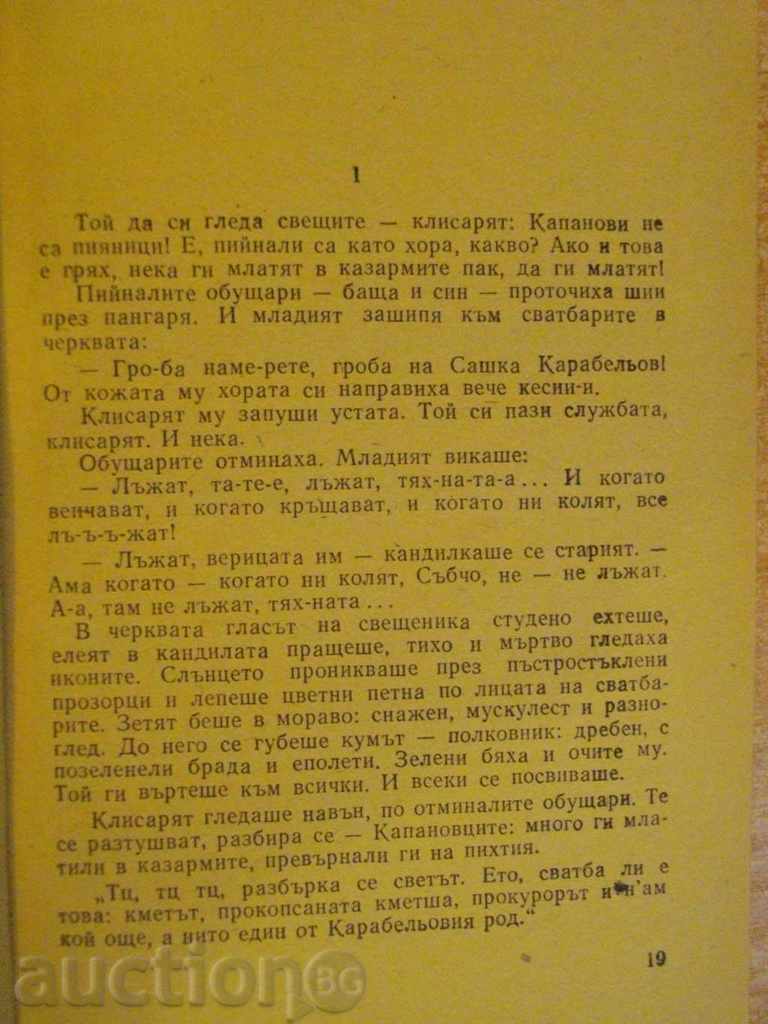 1
Той да си гледа свещите — клисарят: Капанови не
са пияници! Е, пийнали са като хора, какво? Ако и това
е грях, нека ги млатят в казармите пак, да ги млатят!
Пийналите обущари — баща и син — проточиха шии
през пангаря. И младият зашипя към сватбарите в
черквата:
— Гро-ба наме-рете, гроба на Сашка Карабельов!
От кожата му хората си направиха вече кесии-и.
Клисарят му запуши устата. Той си пази службата,
клисарят. И нека.
Обущарите отминаха. Младият викаше:
— Лъжат, та-те-е, лъжат, тях-на-та-а... И когато
венчават, и когато кръщават, и когато ни колят, все
лъ-ъ-ъ-жат!
— Лъжат, верицата им — кандилкаше се старият. —
Ама когато — когато ни колят, Събчо, не — не лъжат.
А-а, там не лъжат, тях-ната ...
В черквата гласът на свещеника студено ехтеше,
елеят в кандилата пращеше, тихо и мъртво гледаха
иконите. Слънцето проникваше през пъстростъклени
прозорци и лепеше цветни петна по лицата на сватба-
рите. Зетят беше в мораво: снажен, мускулест и разно-
глед. До него се губеше кумът — полковник: дребен, с
позеленели брада и еполети. Зелени бяха и очите му.
Той ги въртеше към всички. И всеки се посвиваше.
Клисарят гледаше навън, по отминалите обущари. Те
се разтушват, разбира се — Капановците: много ги мла-
тили в казармите, превърнали ги на пихтия.
„Тц, тц тц, разбърка се светът. Ето, сватба ли е
това: кметът, прокопсаната кметша, прокурорът и н'ам
кой още, а нито един от Карабельовия род."
19
auctionBG